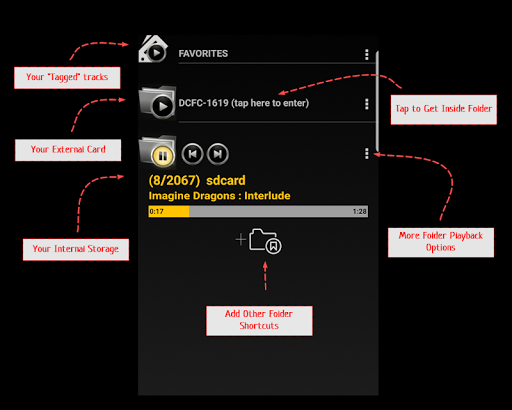 FAVORITES
Your "Tagged" tracks
DCFC-1619 (tap here to enter)
Tap to Get Inside Folder
Your External Card
(8/2067) sdcard
Imagine Dragons : Interlude
0:17
1:28
Your Internal Storage
More Folder Playback
Options
Add Other Folder
Shortcuts